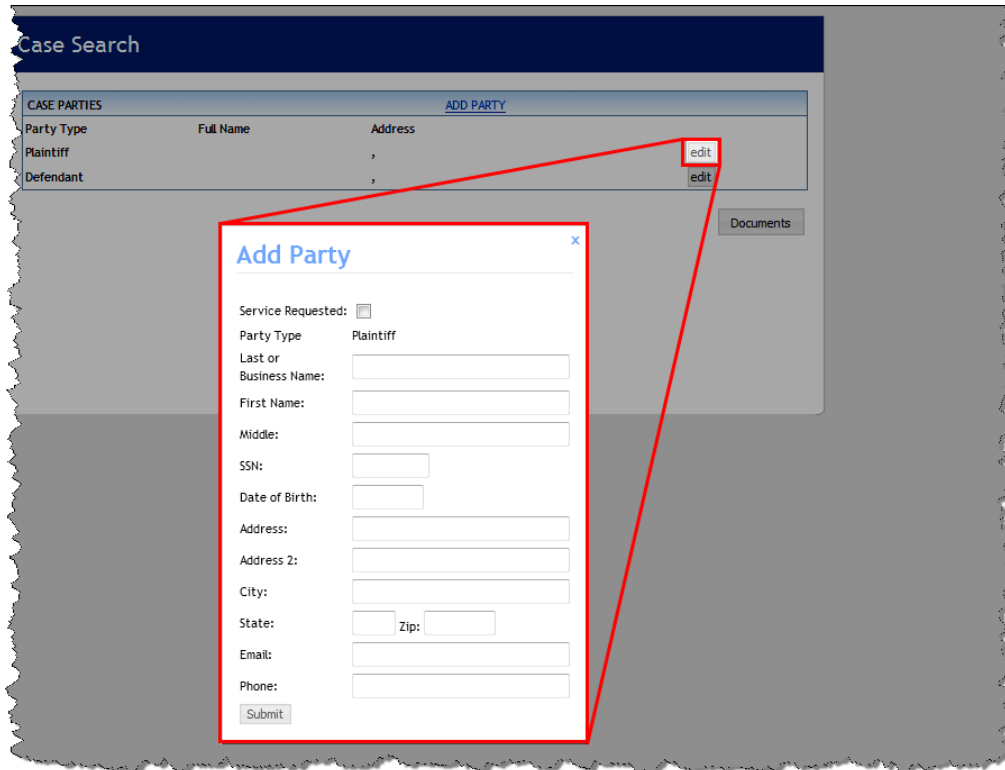 Case Search
CASE PARTIES ADD PARTY
Party Type Full Name Address
Plaintiff , edit
Defendant , edit
Documents
x
Add Party
Service Requested:
Party Type Plaintiff
Last or
Business Name:
First Name:
Middle:
SSN:
Date of Birth:
Address:
Address 2:
City:
State: Zip:
Email:
Phone:
Submit